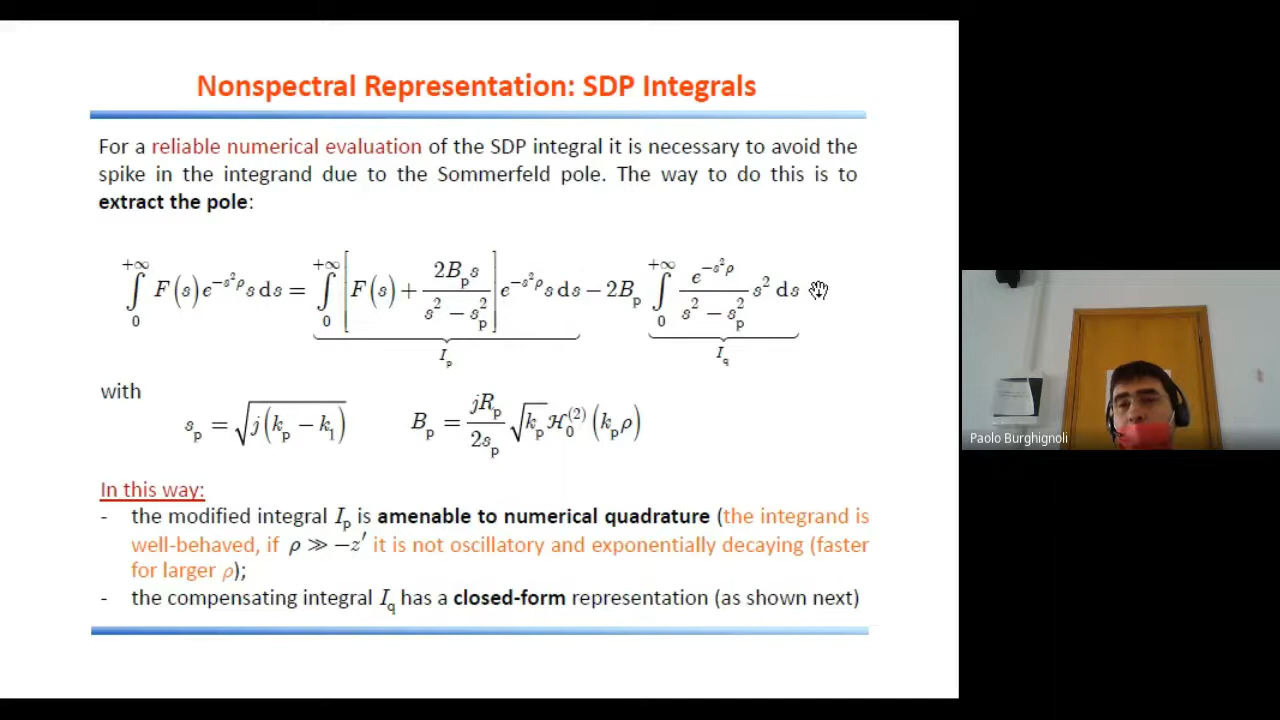 Nonspectral Representation: SDP Integrals
For a reliable numerical evaluation of the SDP integral it is necessary to avoid the
spike in the integrand due to the Sommerfeld pole. The way to do this is to
extract the pole:
∫₀^{+∞} F(s) e^{−s²ρ} s ds = ∫₀^{+∞} [F(s) + 2B_p s / (s² − s_p²)] e^{−s²ρ} s ds − 2B_p ∫₀^{+∞} e^{−s²ρ} / (s² − s_p²) s² ds
I_p I_q
with
s_p = √(j(k_p − k_1)) B_p = jR_p / 2s_p √k_p ℋ₀^{(2)}(k_p ρ)
In this way:
- the modified integral I_p is amenable to numerical quadrature (the integrand is
well-behaved, if ρ ≫ −z′ it is not oscillatory and exponentially decaying (faster
for larger ρ);
- the compensating integral I_q has a closed-form representation (as shown next)
Paolo Burghignoli